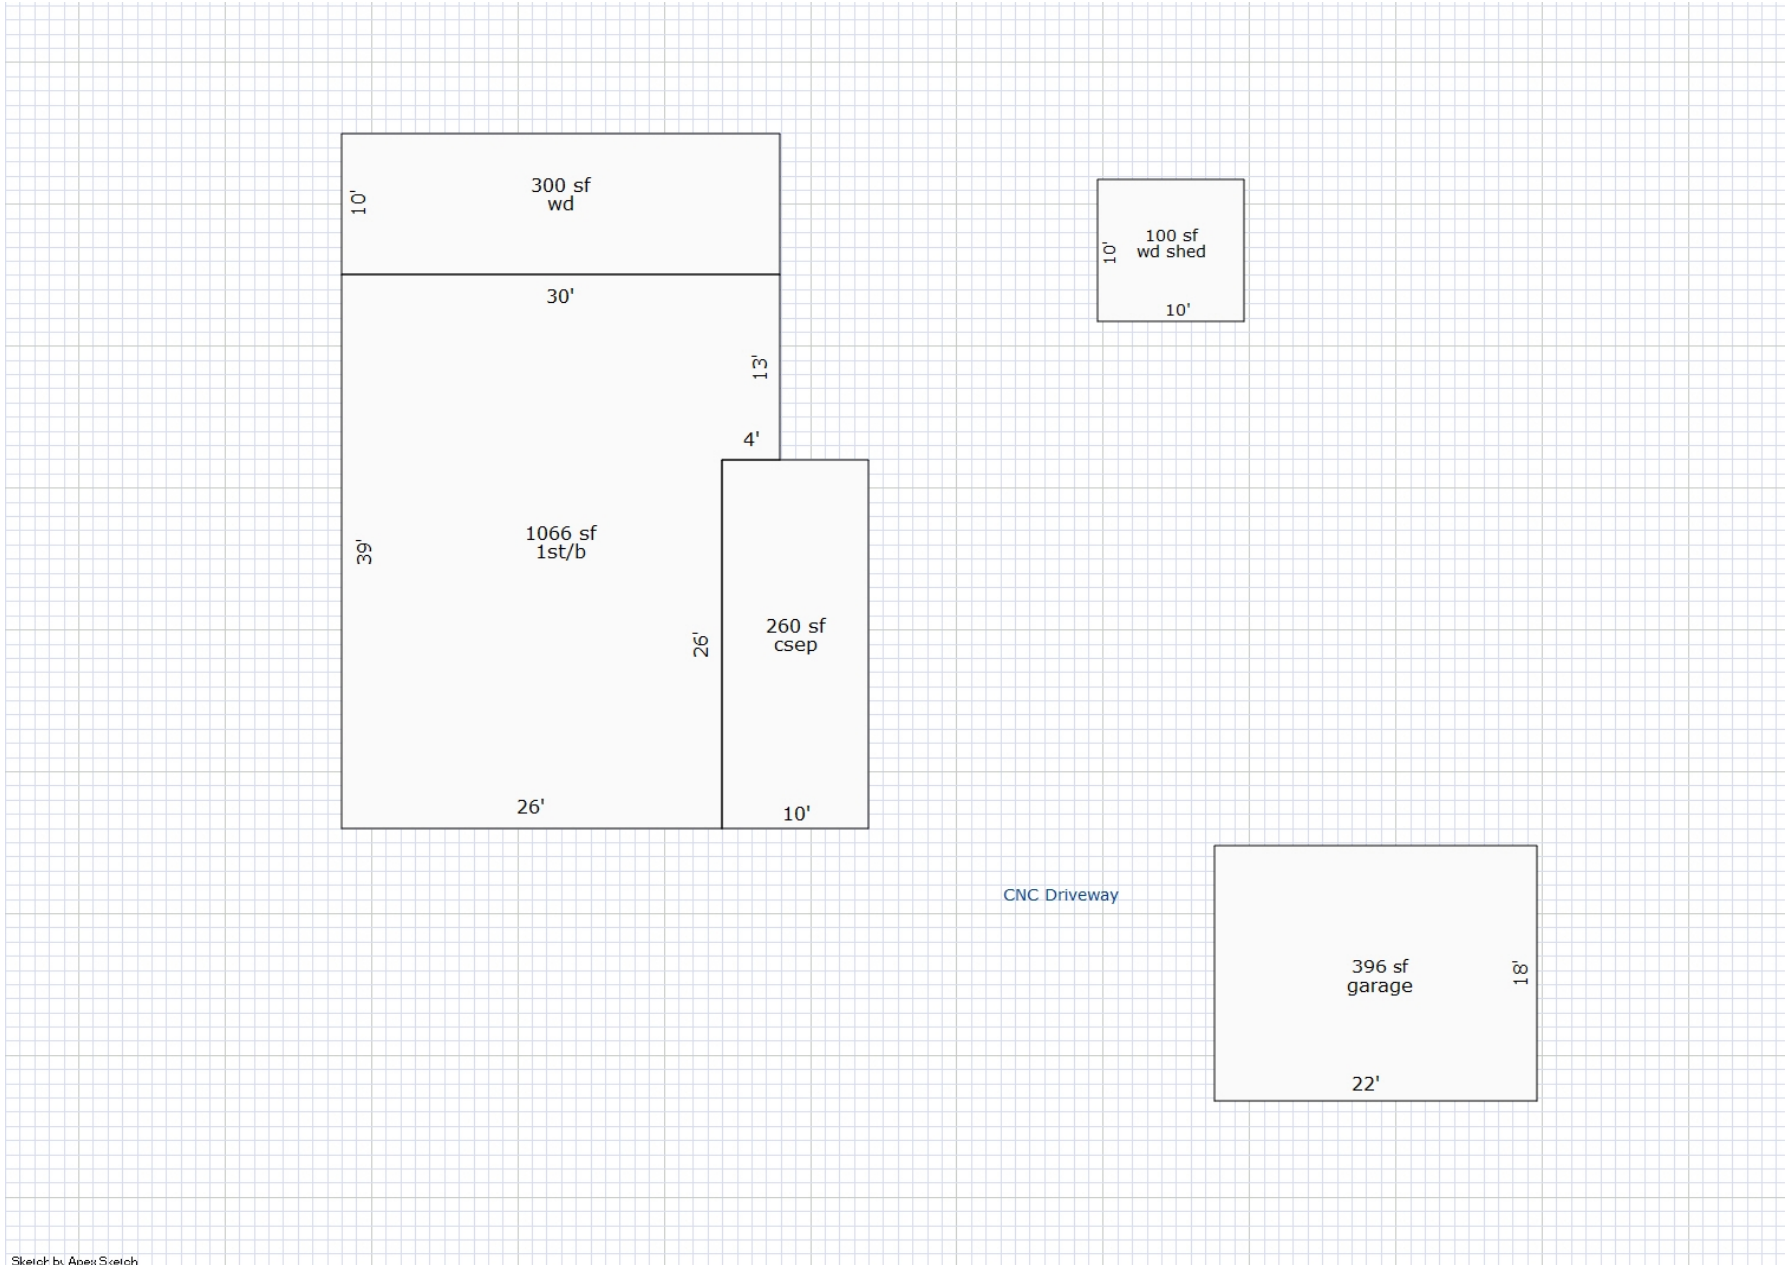 300 sf
wd
10'
30'
13'
4'
1066 sf
1st/b
39'
26'
26'
260 sf
csep
10'
100 sf
wd shed
10'
10'
CNC Driveway
396 sf
garage
18'
22'
Sketch by Apex Sketch